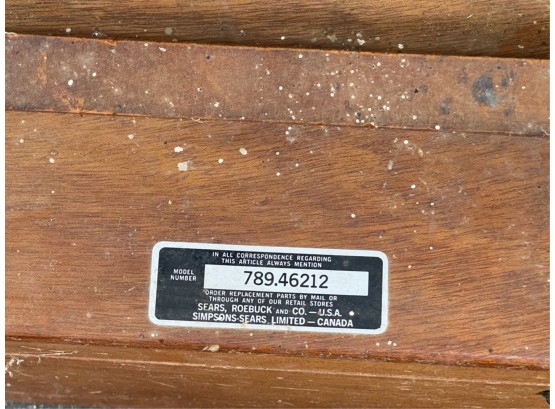 IN ALL CORRESPONDENCE REGARDING
THIS ARTICLE ALWAYS MENTION
MODEL
NUMBER
789.46212
ORDER REPLACEMENT PARTS BY MAIL OR
THROUGH ANY OF OUR RETAIL STORES
SEARS, ROEBUCK AND CO. — U.S.A.
SIMPSONS-SEARS LIMITED — CANADA